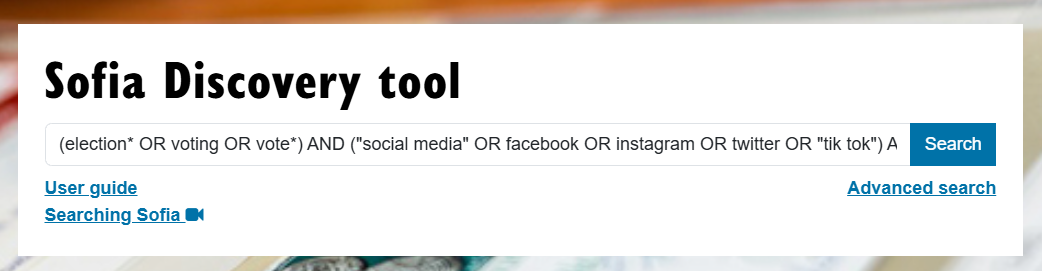 Sofia Discovery tool
(election* OR voting OR vote*) AND ("social media" OR facebook OR instagram OR twitter OR "tik tok") A
Search
User guide
Advanced search
Searching Sofia